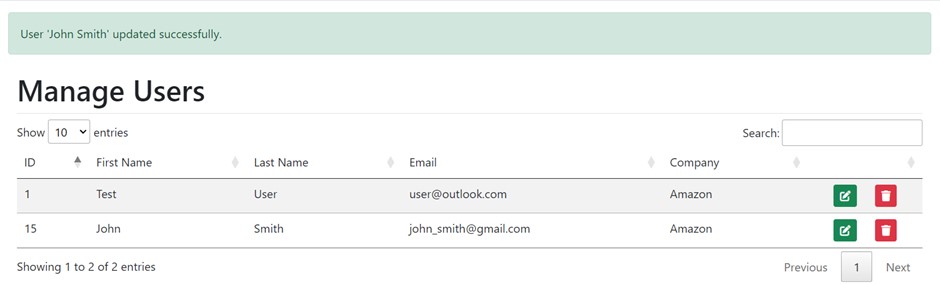 User 'John Smith' updated successfully.
Manage Users
Show 10 entries Search:
ID First Name Last Name Email Company
1 Test User user@outlook.com Amazon
15 John Smith john_smith@gmail.com Amazon
Showing 1 to 2 of 2 entries Previous 1 Next